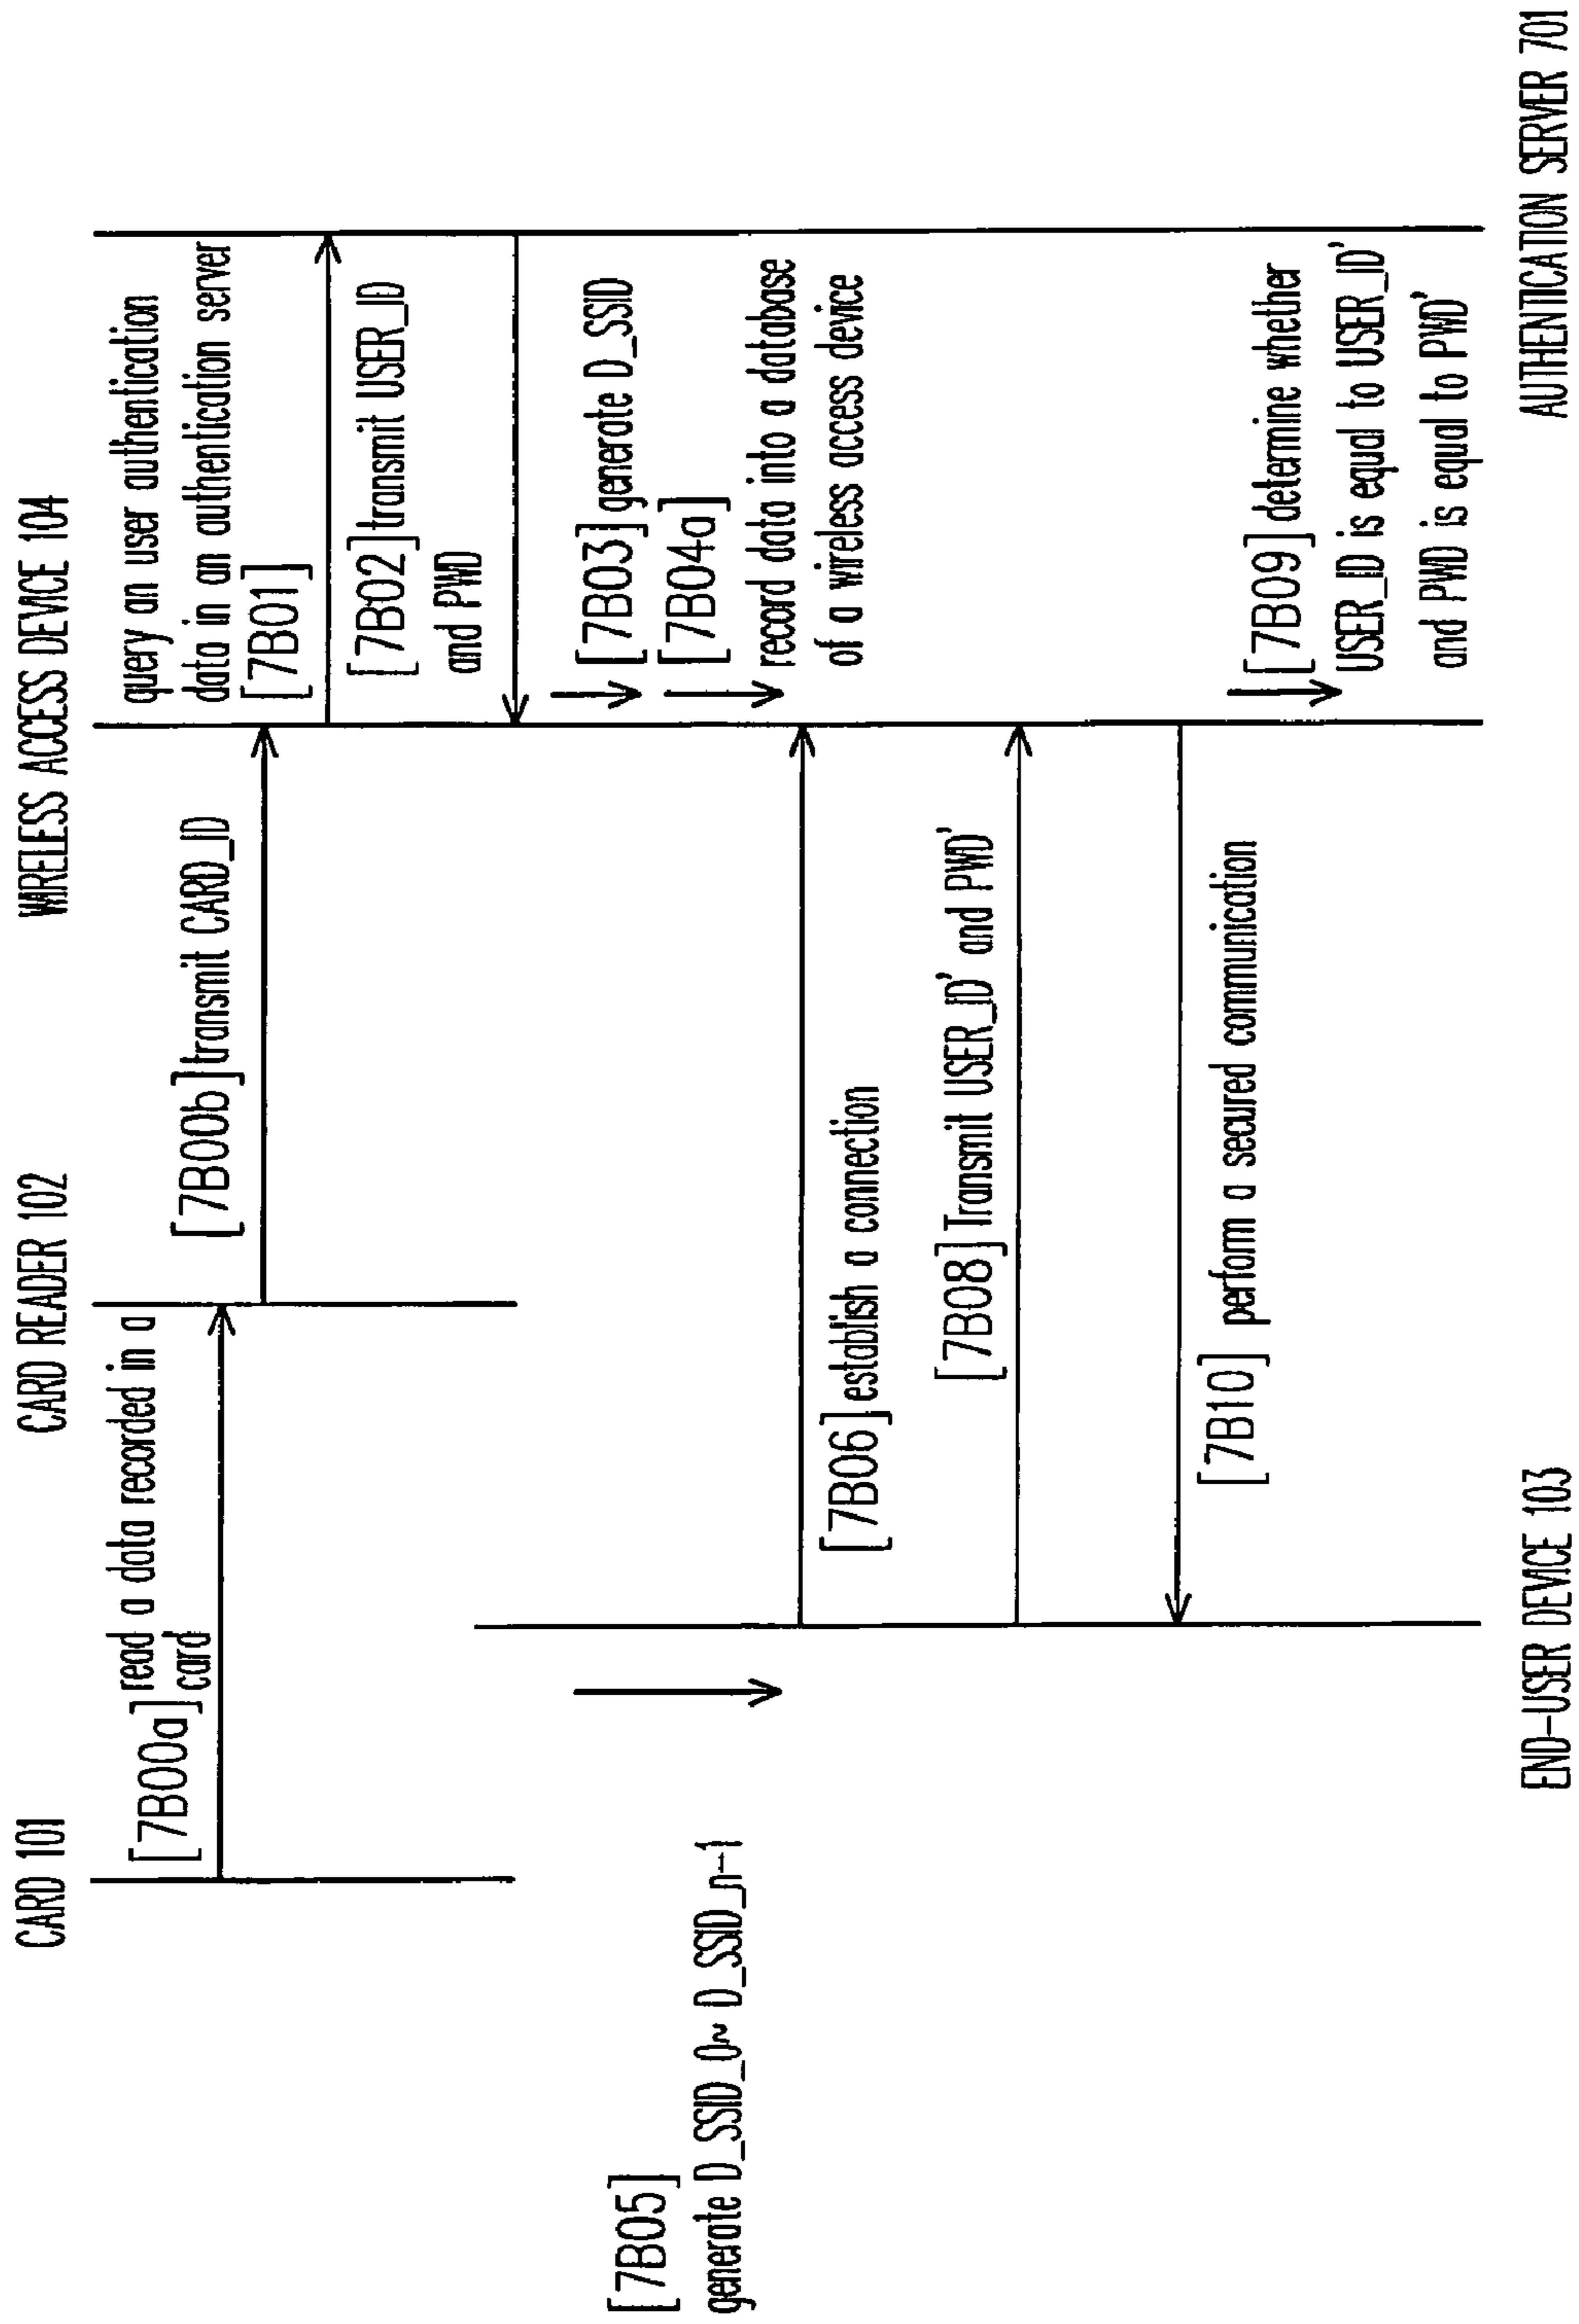 CARD 101
CARD READER 102
WIRELESS ACCESS DEVICE 104
[7B00a] read a data recorded in a
card
[7B00b] transmit CARD_ID
query an user authentication
data in an authentication server
[7B01]
[7B02] transmit USER_ID
and PWD
[7B03] generate D_SSID
[7B04a]
record data into a database
of a wireless access device
[7B05]
generate D_SSID_0~ D_SSID_n-1
[7B06] establish a connection
[7B08] Transmit USER_ID' and PWD'
[7B09] determine whether
USER_ID is equal to USER_ID'
and PWD is equal to PWD'
[7B10] perform a secured communication
END-USER DEVICE 103
AUTHENTICATION SERVER 701